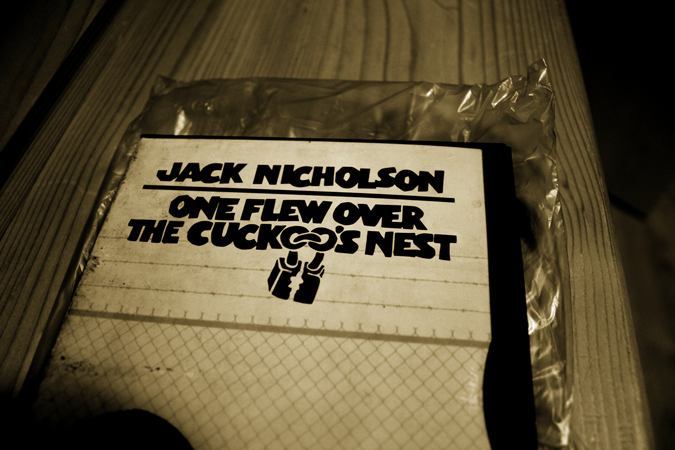 JACK NICHOLSON
ONE FLEW OVER
THE CUCKOO'S NEST